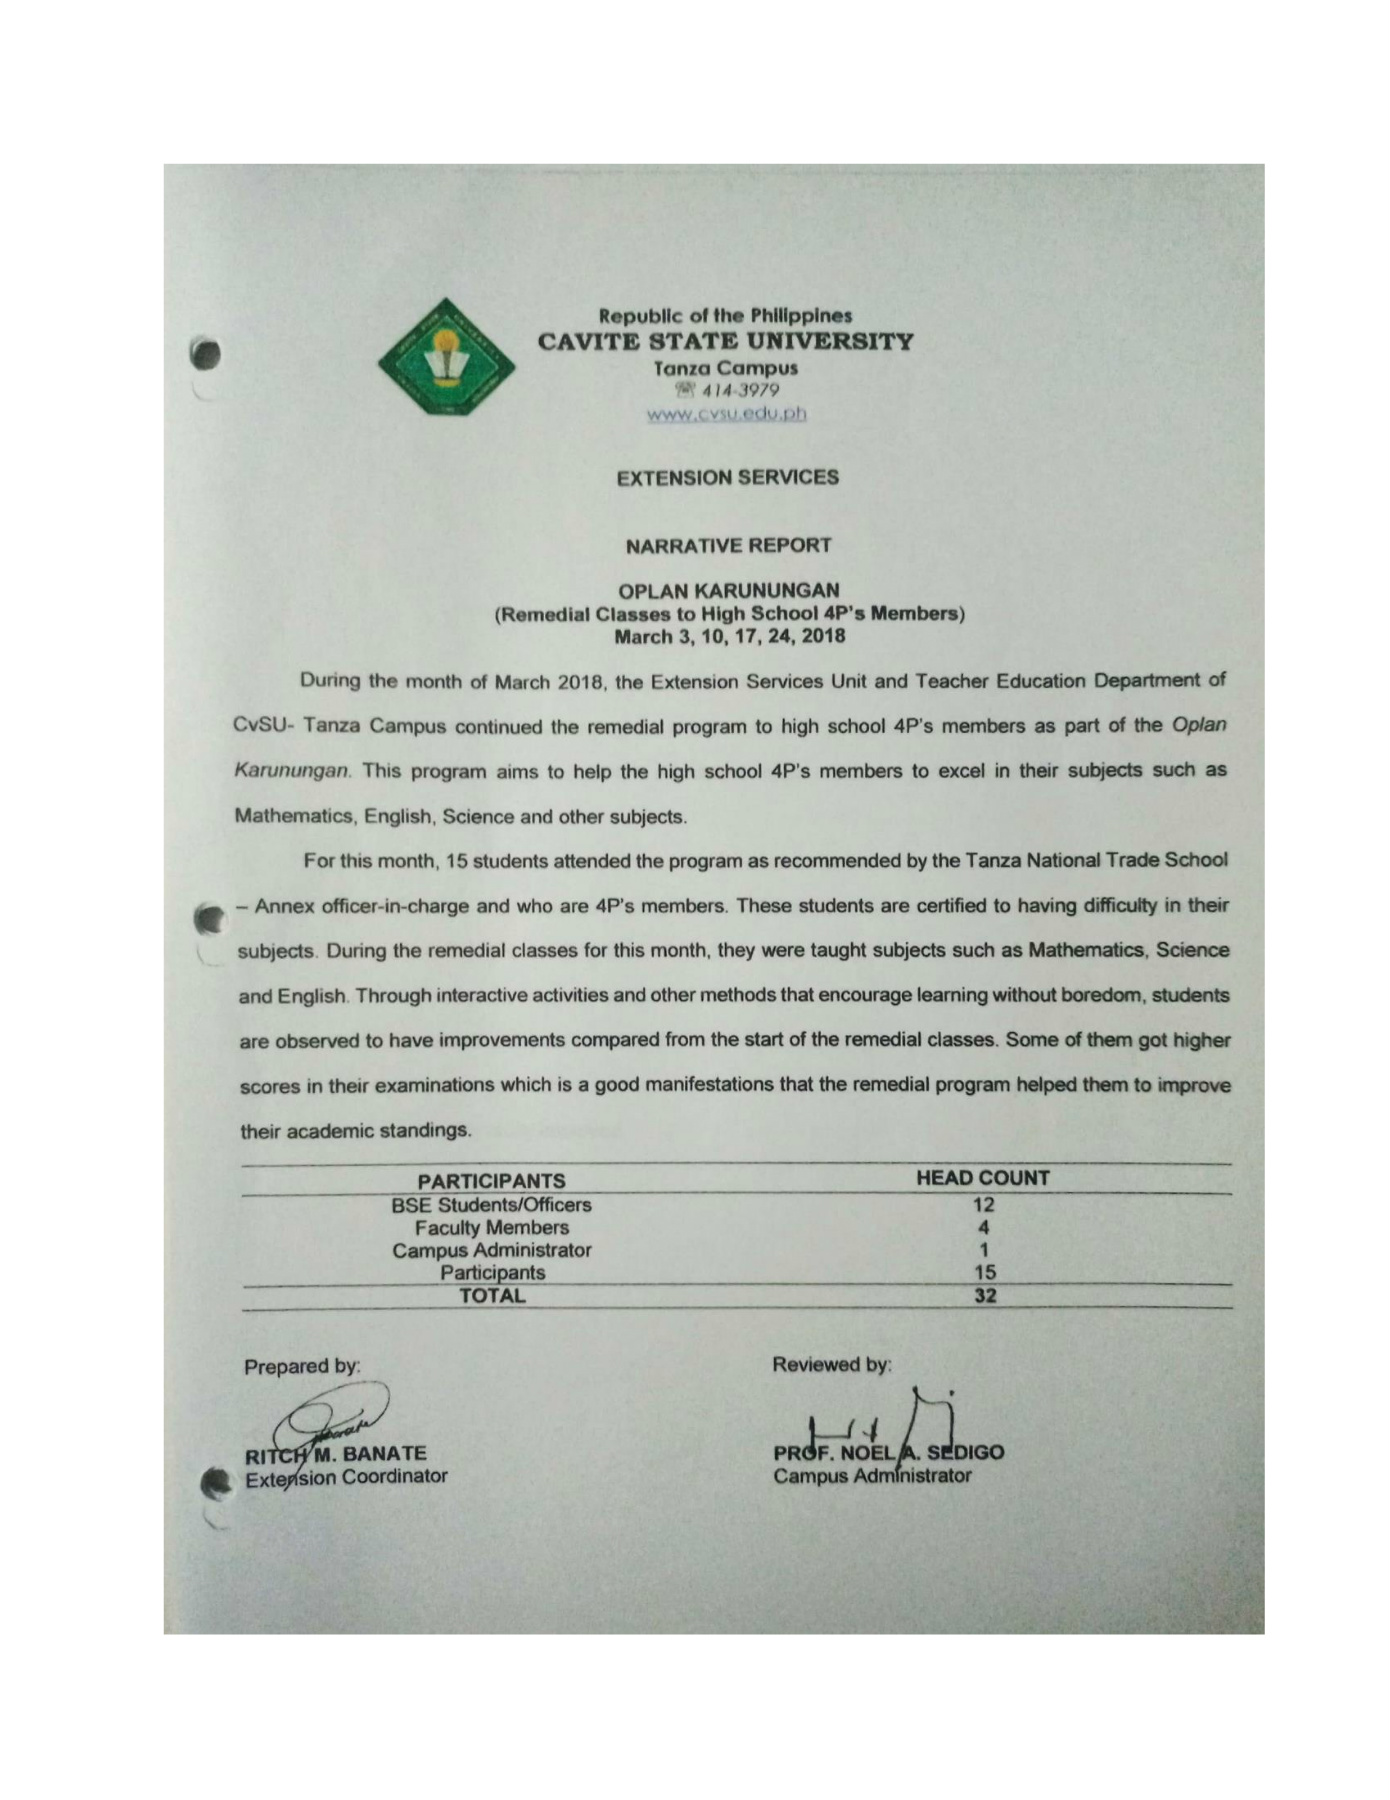 Republic of the Philippines
CAVITE STATE UNIVERSITY
Tanza Campus
☏ 414-3979
www.cvsu.edu.ph
EXTENSION SERVICES
NARRATIVE REPORT
OPLAN KARUNUNGAN
(Remedial Classes to High School 4P's Members)
March 3, 10, 17, 24, 2018
During the month of March 2018, the Extension Services Unit and Teacher Education Department of
CvSU- Tanza Campus continued the remedial program to high school 4P's members as part of the Oplan
Karunungan. This program aims to help the high school 4P's members to excel in their subjects such as
Mathematics, English, Science and other subjects.
For this month, 15 students attended the program as recommended by the Tanza National Trade School
– Annex officer-in-charge and who are 4P's members. These students are certified to having difficulty in their
subjects. During the remedial classes for this month, they were taught subjects such as Mathematics, Science
and English. Through interactive activities and other methods that encourage learning without boredom, students
are observed to have improvements compared from the start of the remedial classes. Some of them got higher
scores in their examinations which is a good manifestations that the remedial program helped them to improve
their academic standings.
PARTICIPANTS HEAD COUNT
BSE Students/Officers 12
Faculty Members 4
Campus Administrator 1
Participants 15
TOTAL 32
Prepared by: Reviewed by:
RITCH M. BANATE PROF. NOEL A. SEDIGO
Extension Coordinator Campus Administrator